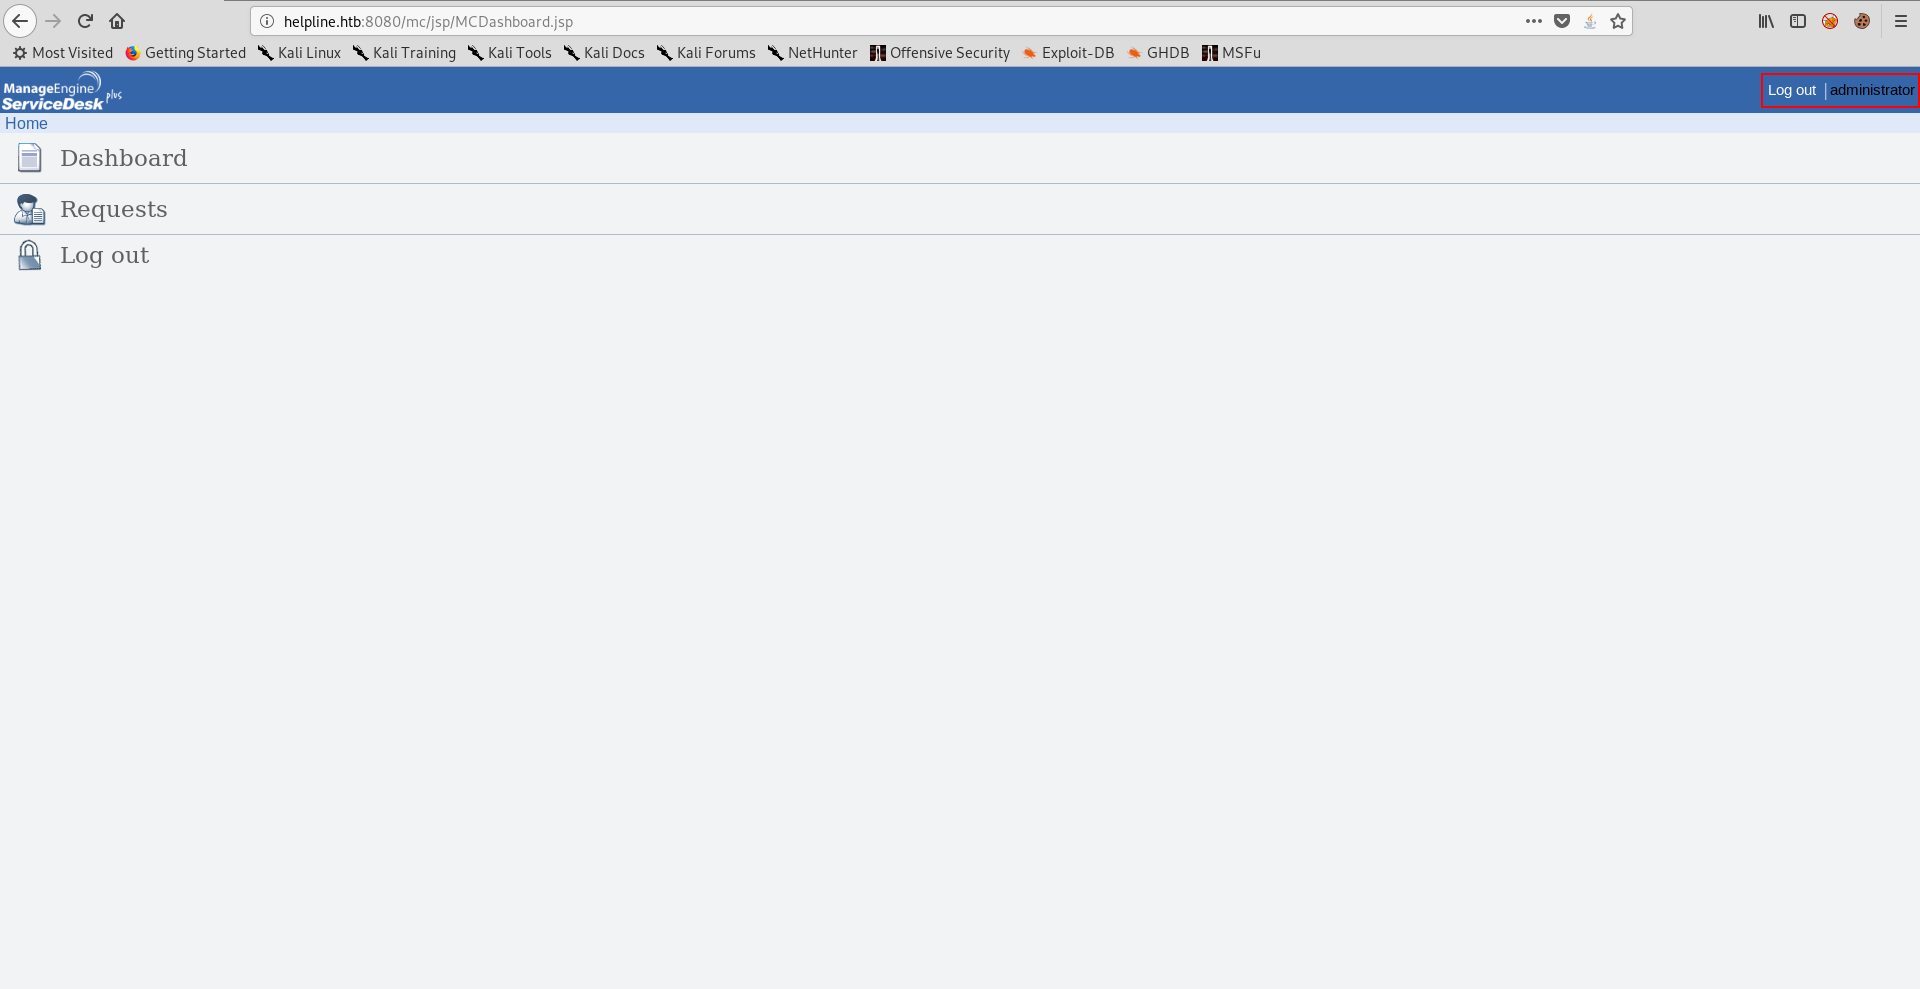 helpline.htb:8080/mc/jsp/MCDashboard.jsp
Most Visited Getting Started Kali Linux Kali Training Kali Tools Kali Docs Kali Forums NetHunter Offensive Security Exploit-DB GHDB MSFu
ManageEngine
ServiceDesk plus
Log out | administrator
Home
Dashboard
Requests
Log out